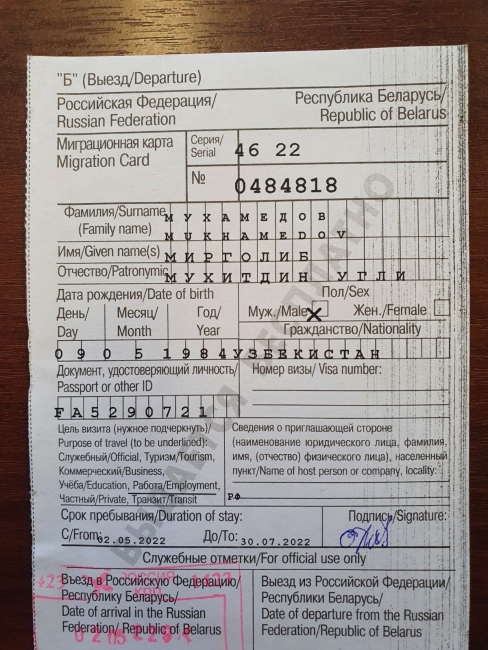 "Б" (Выезд/Departure)
Российская Федерация/ Республика Беларусь/
Russian Federation Republic of Belarus
Миграционная карта Серия/ 46 22
Migration Card Serial
№ 0484818
Фамилия/Surname МУХАМЕДОВ
(Family name) MUKHAMEDOV
Имя/Given name(s) МИРГОЛИБ
Отчество/Patronymic МУХИТДИН УГЛИ
Дата рождения/Date of birth Пол/Sex
День/ Месяц/ Год/ Муж./Male X Жен./Female
Day Month Year Гражданство/Nationality
09051984 УЗБЕКИСТАН
Документ, удостоверяющий личность/ Номер визы/ Visa number:
Passport or other ID
FA5290721
Цель визита (нужное подчеркнуть)/ Сведения о приглашающей стороне
Purpose of travel (to be underlined): (наименование юридического лица, фамилия,
Служебный/Official, Туризм/Tourism, имя, (отчество) физического лица), населенный
Коммерческий/Business, пункт/Name of host person or company, locality:
Учёба/Education, Работа/Employment,
Частный/Private, Транзит/Transit РФ
Срок пребывания/Duration of stay: Подпись/Signature:
С/From: 02.05.2022 До/To: 30.07.2022
Служебные отметки/For official use only
Въезд в Российскую Федерацию/ Выезд из Российской Федерации/
Республику Беларусь/ Республики Беларусь/
Date of arrival in the Russian Date of departure from the Russian
Federation/ Republic of Belarus Federation/ Republic of Belarus
ВЫДАЕТСЯ БЕСПЛАТНО